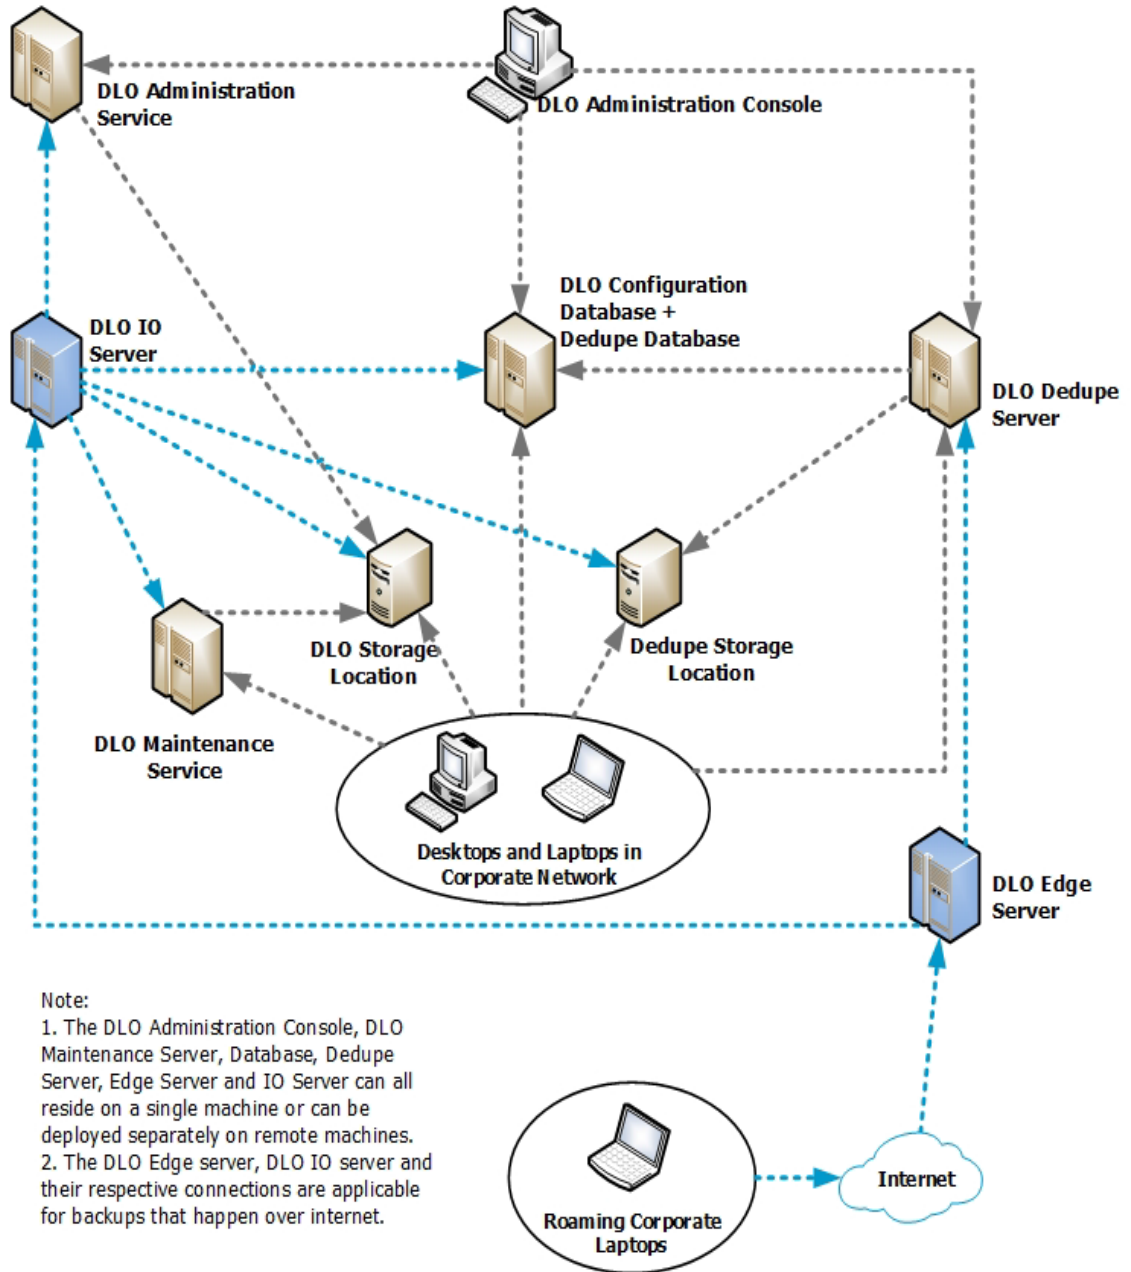 DLO Administration
Service
DLO Administration Console
DLO Configuration
Database +
Dedupe Database
DLO IO
Server
DLO Dedupe
Server
DLO Storage
Location
Dedupe Storage
Location
DLO Maintenance
Service
Desktops and Laptops in
Corporate Network
DLO Edge
Server
Note:
1. The DLO Administration Console, DLO
Maintenance Server, Database, Dedupe
Server, Edge Server and IO Server can all
reside on a single machine or can be
deployed separately on remote machines.
2. The DLO Edge server, DLO IO server and
their respective connections are applicable
for backups that happen over internet.
Internet
Roaming Corporate
Laptops